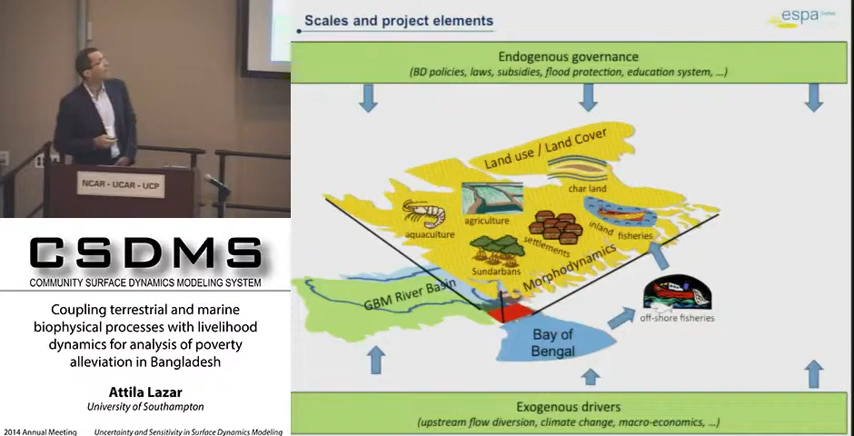 Scales and project elements
espa
Endogenous governance
(BD policies, laws, subsidies, flood protection, education system, ...)
Land use / Land Cover
char land
aquaculture
agriculture
settlements
inland fisheries
Sundarbans
Morphodynamics
GBM River Basin
Bay of
Bengal
off-shore fisheries
Exogenous drivers
(upstream flow diversion, climate change, macro-economics, ...)
NCAR • UCAR • UCP
CSDMS
COMMUNITY SURFACE DYNAMICS MODELING SYSTEM
Coupling terrestrial and marine
biophysical processes with livelihood
dynamics for analysis of poverty
alleviation in Bangladesh
Attila Lazar
University of Southampton
2014 Annual Meeting
Uncertainty and Sensitivity in Surface Dynamics Modeling